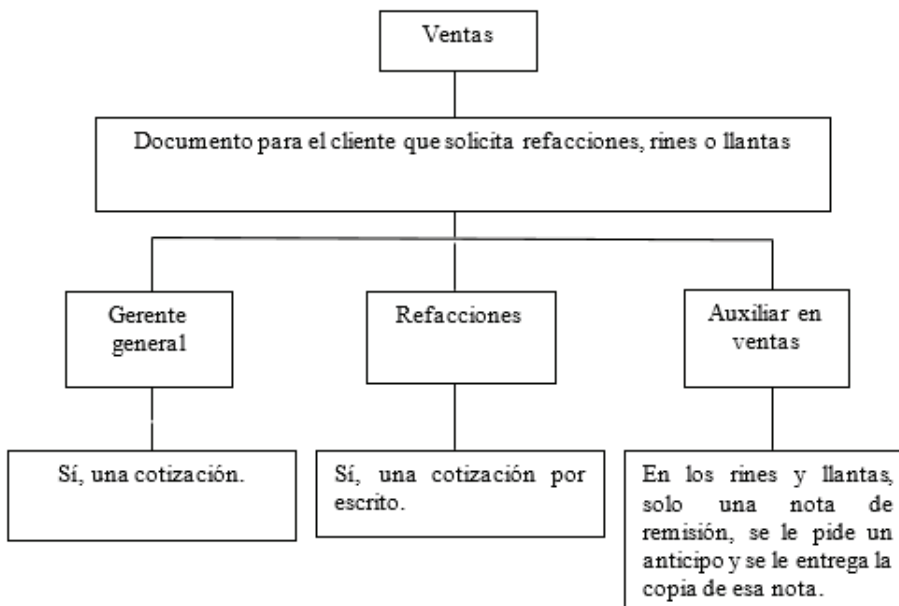 Ventas
Documento para el cliente que solicita refacciones, rines o llantas
Gerente
general
Refacciones
Auxiliar en
ventas
Sí, una cotización.
Sí, una cotización por
escrito.
En los rines y llantas,
solo una nota de
remisión, se le pide un
anticipo y se le entrega la
copia de esa nota.